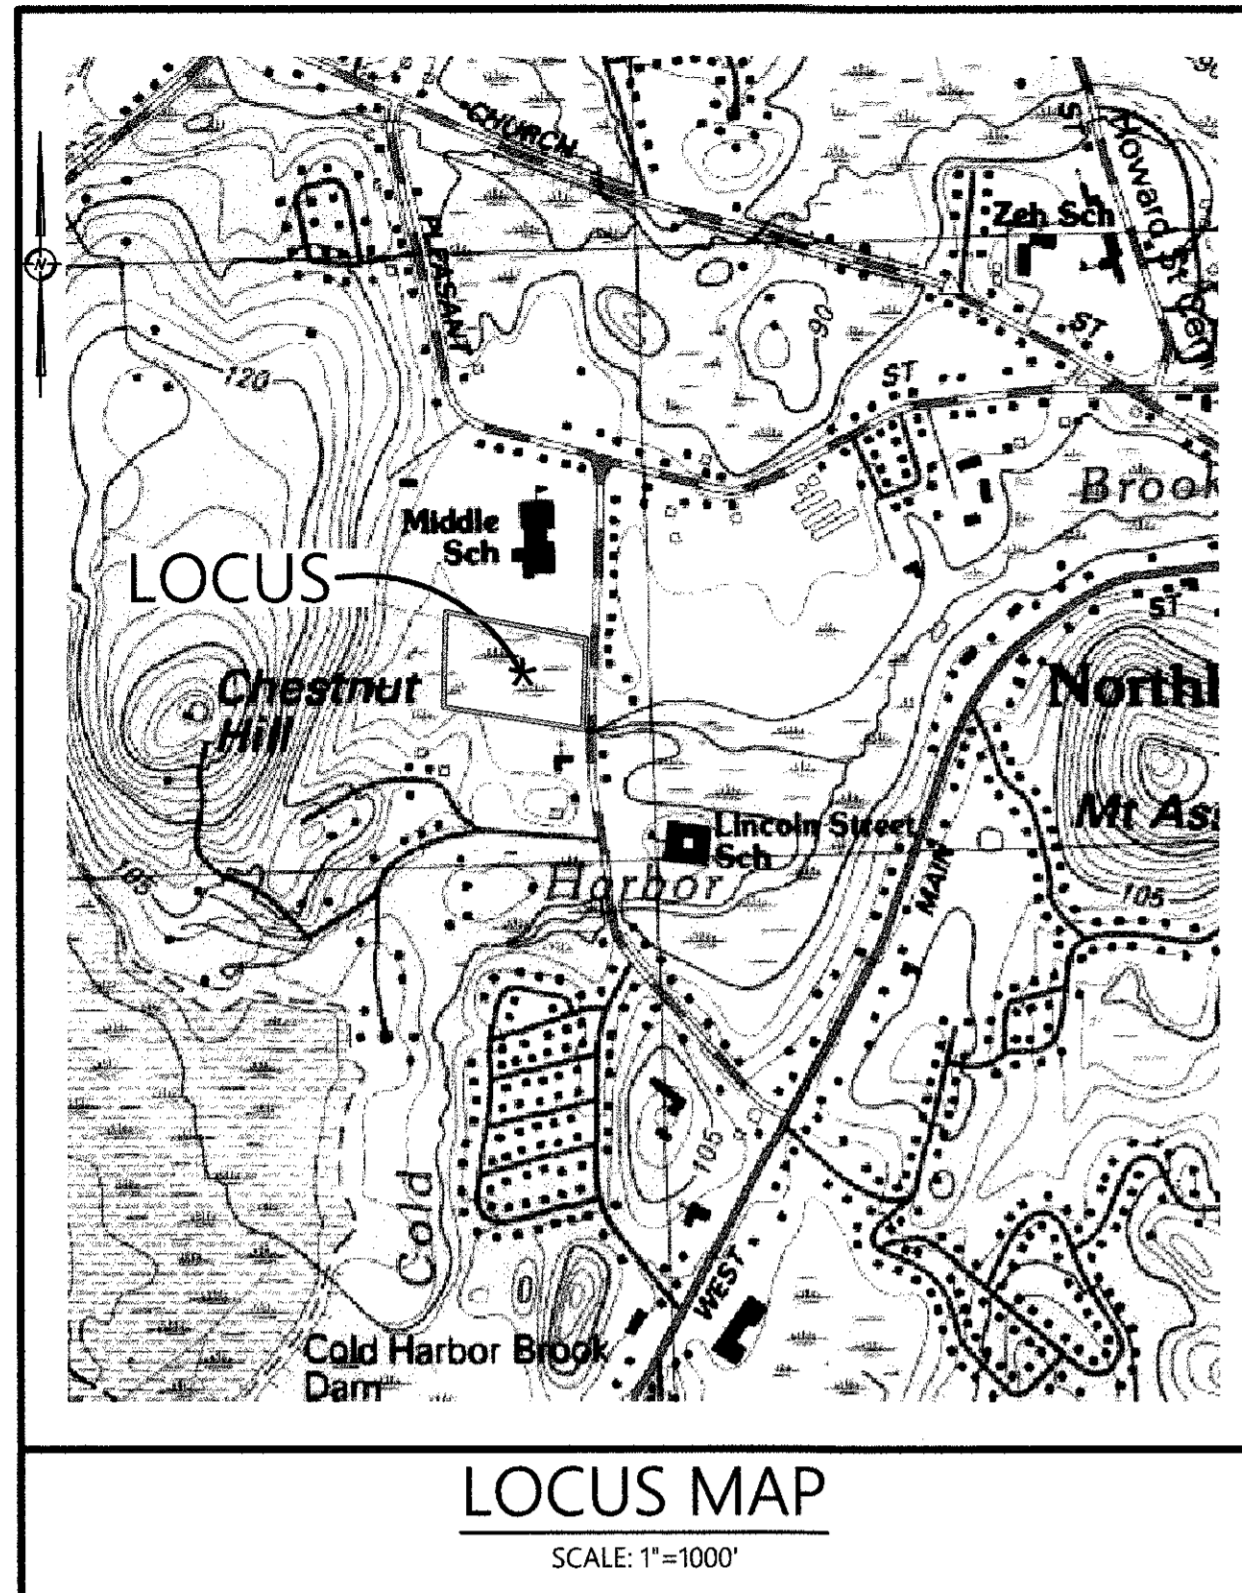 CHURCH
ST
Howard St
Zeh Sch
PLEASANT
N
ST
90
120
ST
Brook
Middle
Sch
LOCUS
ST
Chestnut
Hill
North
Mt Ass
Lincoln Street
Sch
Harbor
MAIN
105
105
105
Cold
WEST
Cold Harbor Brook
Dam
LOCUS MAP
SCALE: 1"=1000'